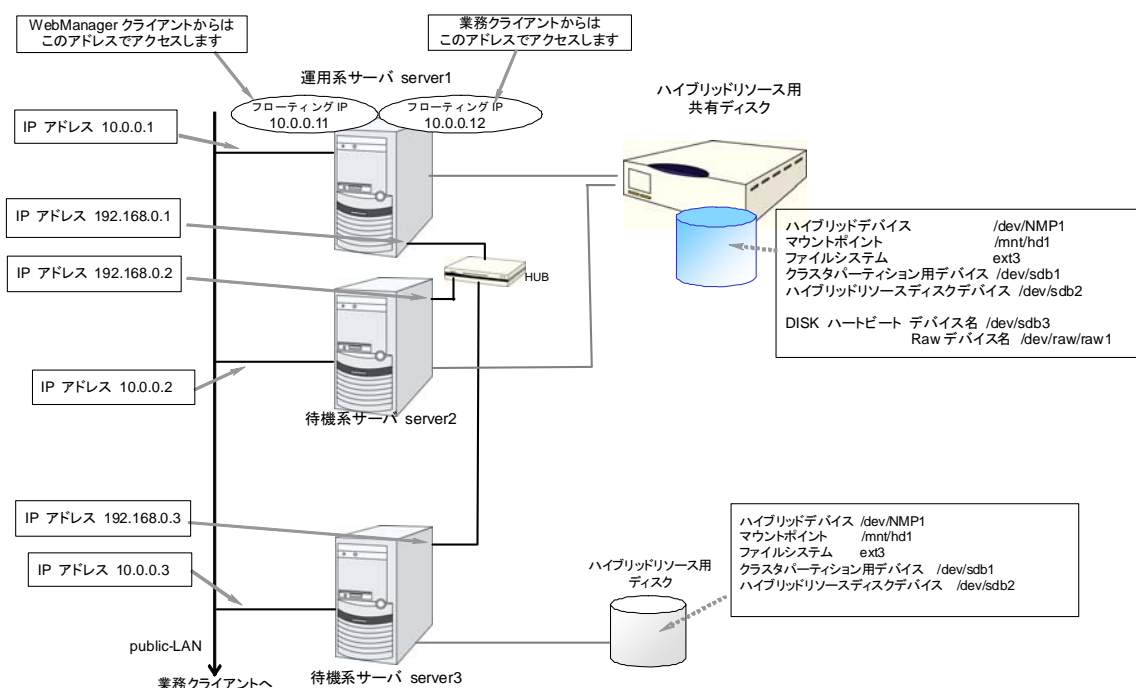 WebManager クライアントからは
このアドレスでアクセスします
業務クライアントからは
このアドレスでアクセスします
運用系サーバ server1
フローティング IP
10.0.0.11
フローティング IP
10.0.0.12
ハイブリッドリソース用
共有ディスク
IP アドレス 10.0.0.1
IP アドレス 192.168.0.1
IP アドレス 192.168.0.2
HUB
ハイブリッドデバイス /dev/NMP1
マウントポイント /mnt/hd1
ファイルシステム ext3
クラスタパーティション用デバイス /dev/sdb1
ハイブリッドリソースディスクデバイス /dev/sdb2
DISK ハートビート デバイス名 /dev/sdb3
Raw デバイス名 /dev/raw/raw1
IP アドレス 10.0.0.2
待機系サーバ server2
IP アドレス 192.168.0.3
IP アドレス 10.0.0.3
ハイブリッドリソース用
ディスク
ハイブリッドデバイス /dev/NMP1
マウントポイント /mnt/hd1
ファイルシステム ext3
クラスタパーティション用デバイス /dev/sdb1
ハイブリッドリソースディスクデバイス /dev/sdb2
public-LAN
業務クライアントへ
待機系サーバ server3